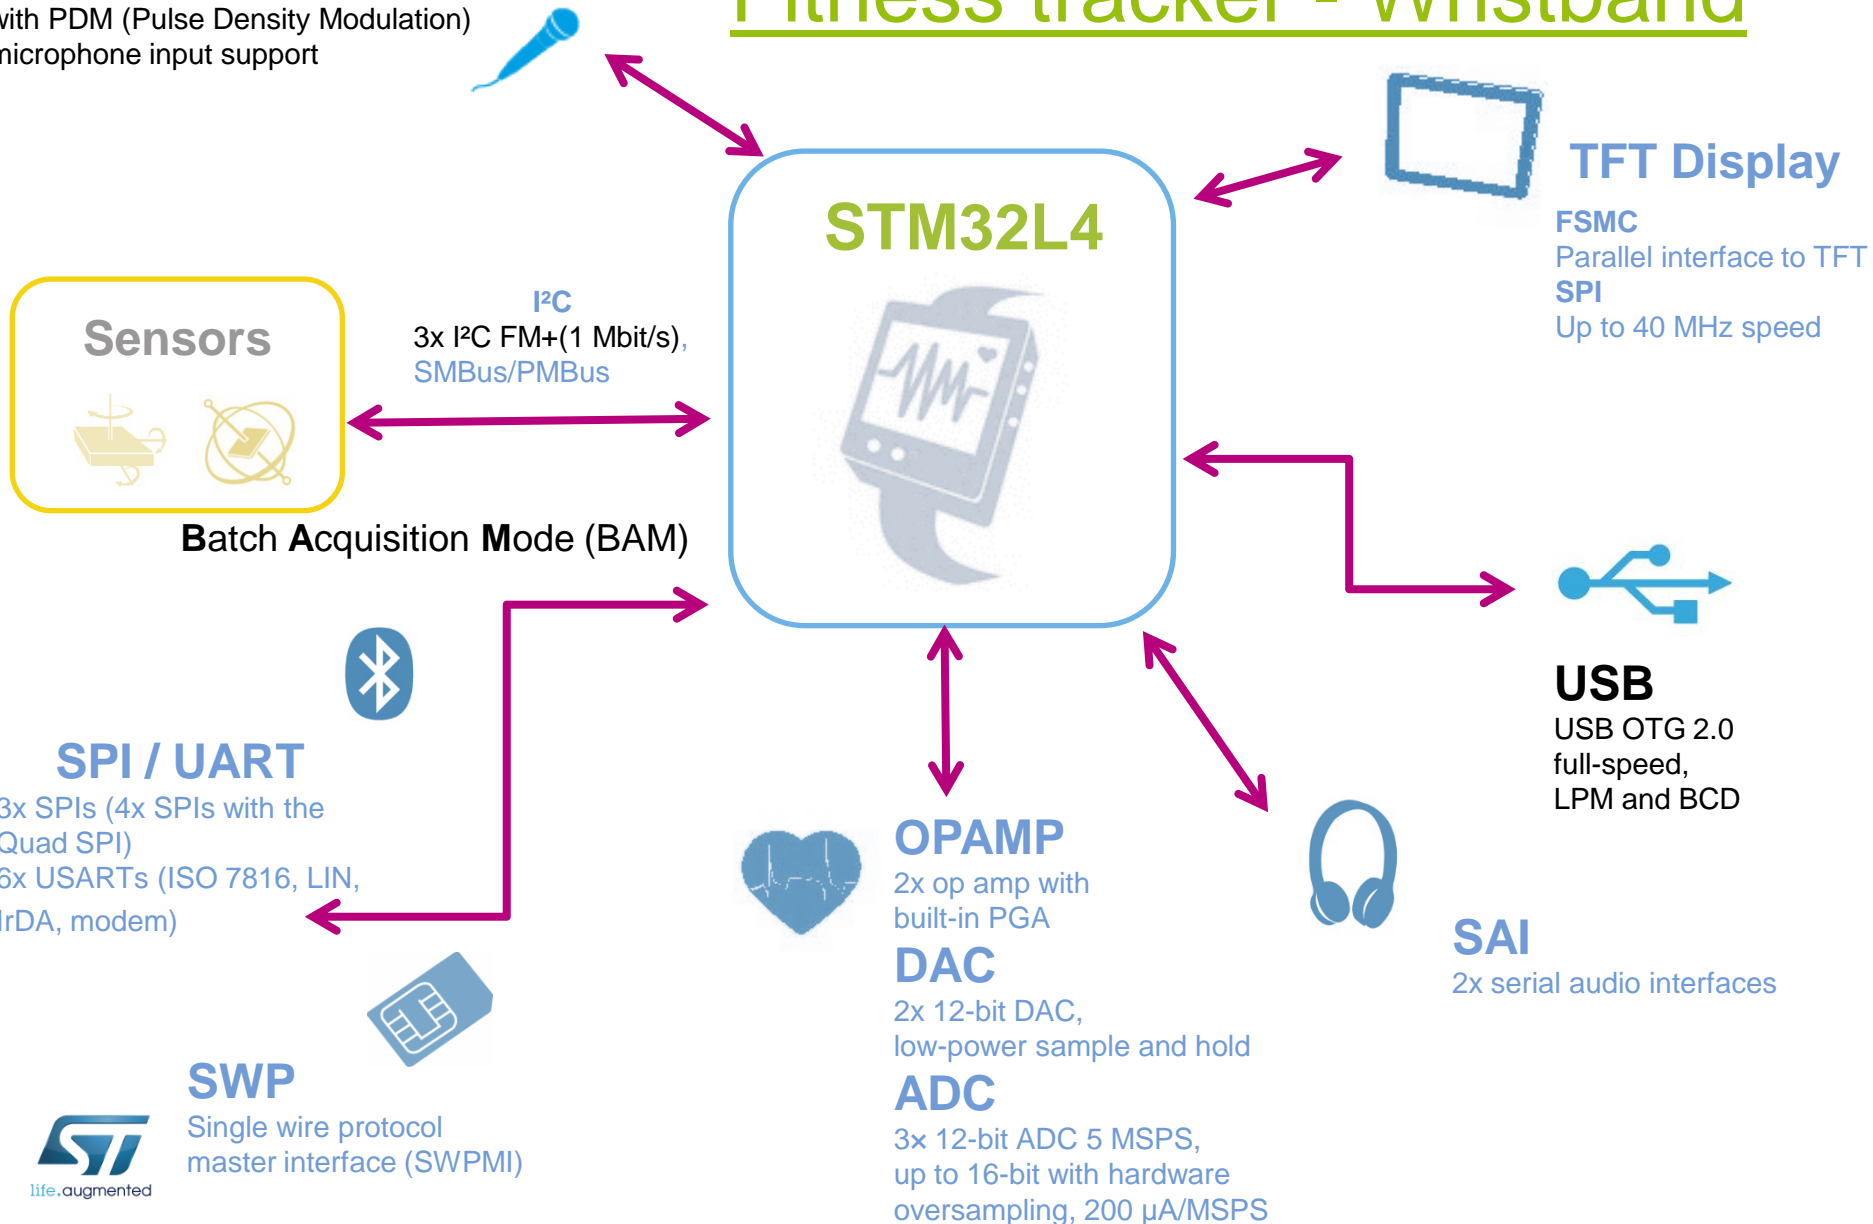 Fitness tracker - Wristband
with PDM (Pulse Density Modulation)
microphone input support
TFT Display
FSMC
Parallel interface to TFT
SPI
Up to 40 MHz speed
STM32L4
Sensors
I²C
3x I²C FM+(1 Mbit/s),
SMBus/PMBus
Batch Acquisition Mode (BAM)
USB
USB OTG 2.0
full-speed,
LPM and BCD
SPI / UART
3x SPIs (4x SPIs with the
Quad SPI)
6x USARTs (ISO 7816, LIN,
IrDA, modem)
OPAMP
2x op amp with
built-in PGA
DAC
2x 12-bit DAC,
low-power sample and hold
ADC
3× 12-bit ADC 5 MSPS,
up to 16-bit with hardware
oversampling, 200 µA/MSPS
SAI
2x serial audio interfaces
SWP
Single wire protocol
master interface (SWPMI)
ST
life.augmented